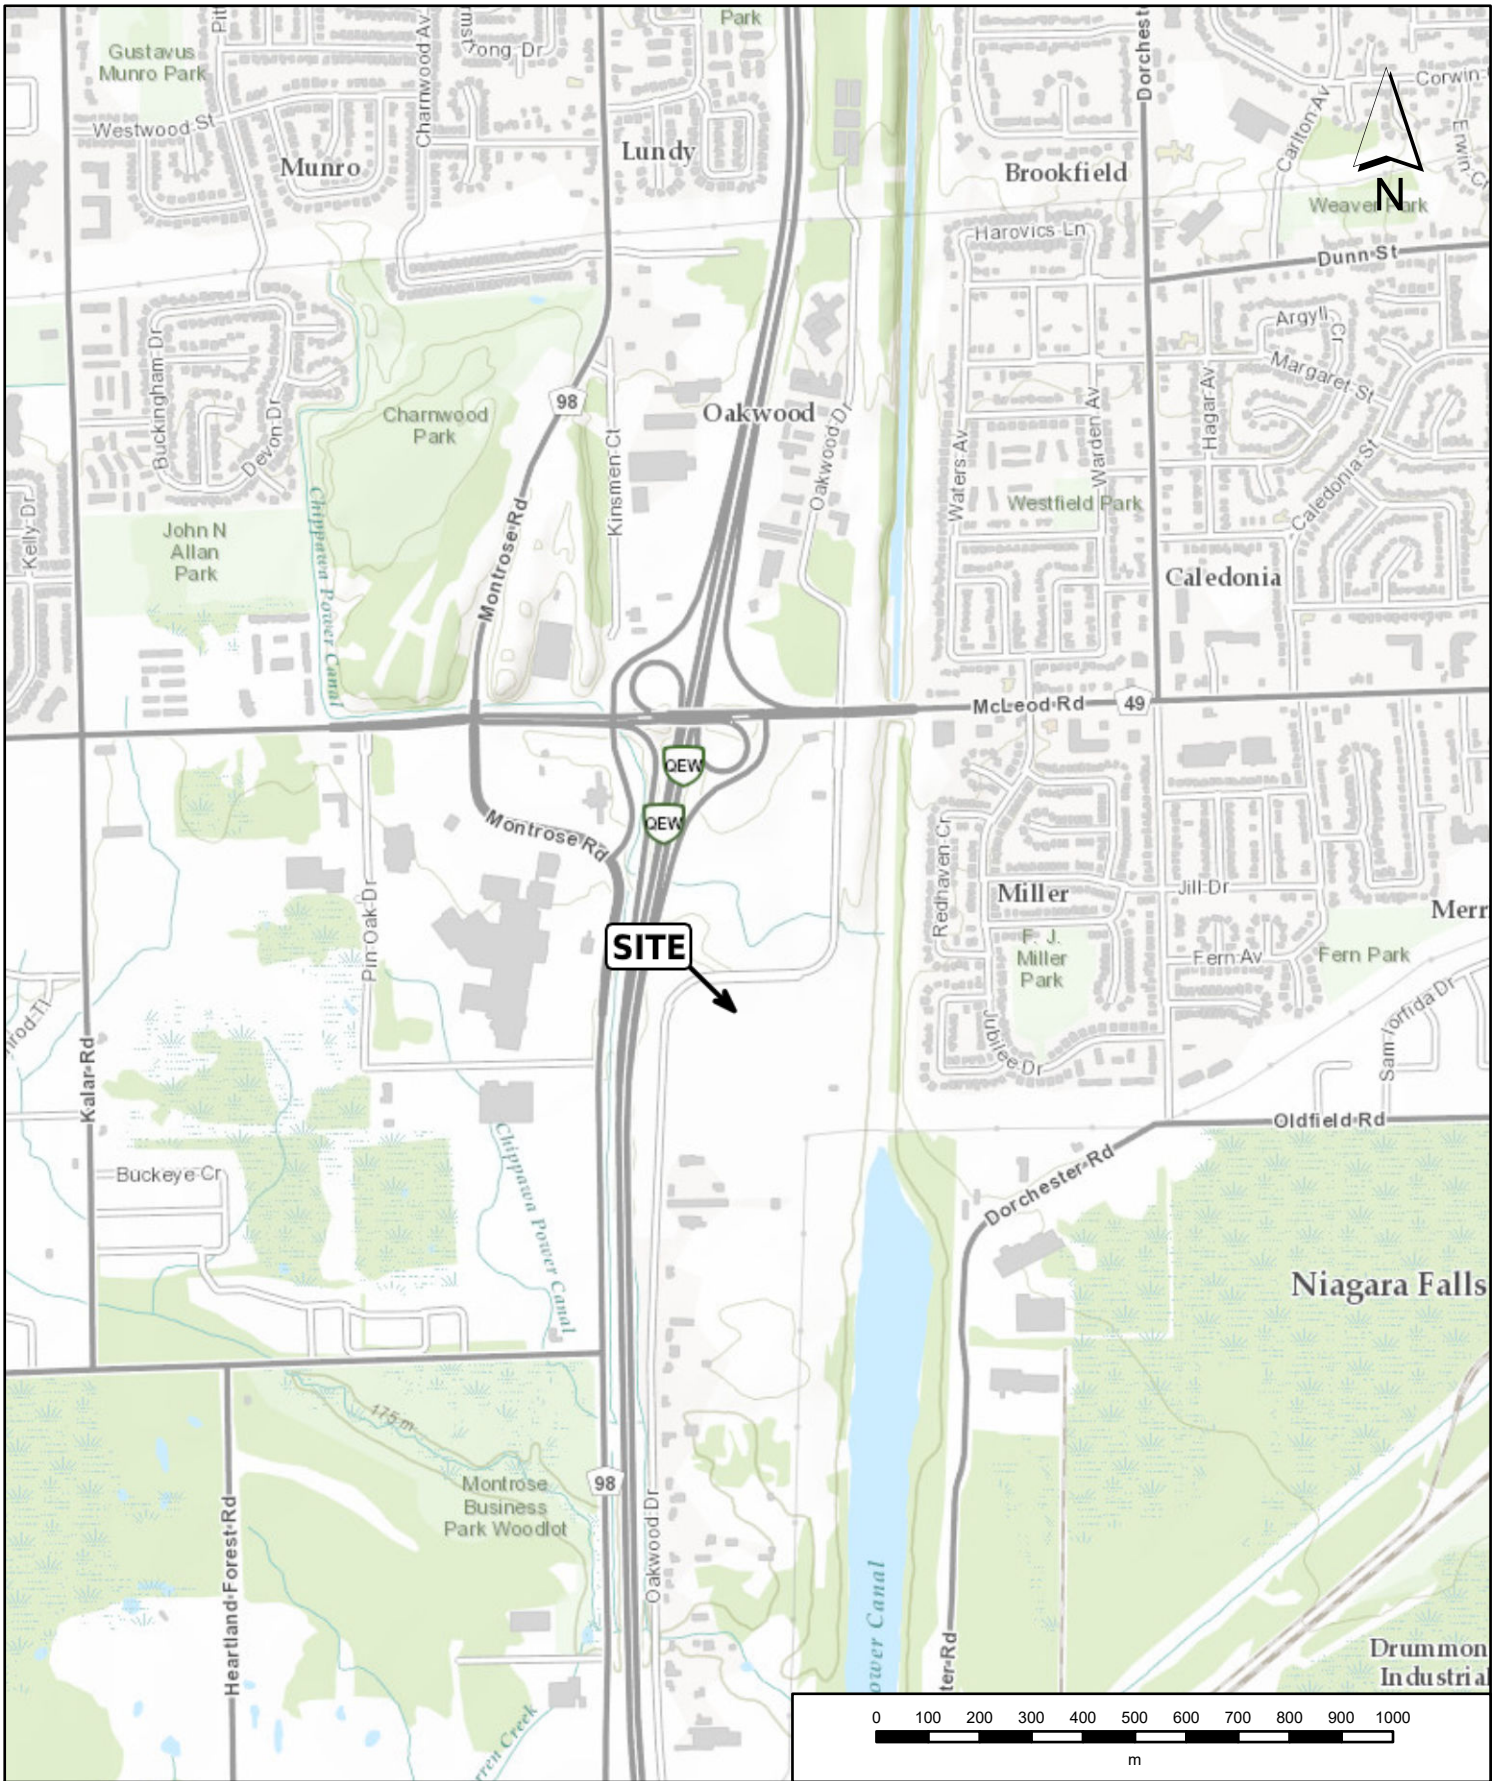 Park
Gustavus
Munro Park
Charnwood Av
Westwood St
Munro
Lundy
Brookfield
Corwin
Carlton Av
N
Weaver Park
Harovics Ln
Dunn St
Buckingham Dr
Devon Dr
Charnwood
Park
98
Kinsmen Ct
Oakwood
Oakwood Dr
Waters Av
Warden Av
Westfield Park
Argyll
Cr
Margaret St
Hagar Av
Caledonia St
Caledonia
Kelly Dr
John N
Allan
Park
Chippawa Power Canal
Montrose Rd
McLeod Rd
49
QEW
QEW
Montrose Rd
Pin Oak Dr
Redhaven Cr
Miller
Jill Dr
F. J.
Miller
Park
Fern Av
Fern Park
Jubilee Dr
SITE
Kalar Rd
Oldfield Rd
Dorchester Rd
Buckeye Cr
Chippawa Power Canal
Niagara Falls
175 m
Montrose
Business
Park Woodlot
98
Oakwood Dr
Heartland Forest Rd
Drummon
Industrial
0 100 200 300 400 500 600 700 800 900 1000
m